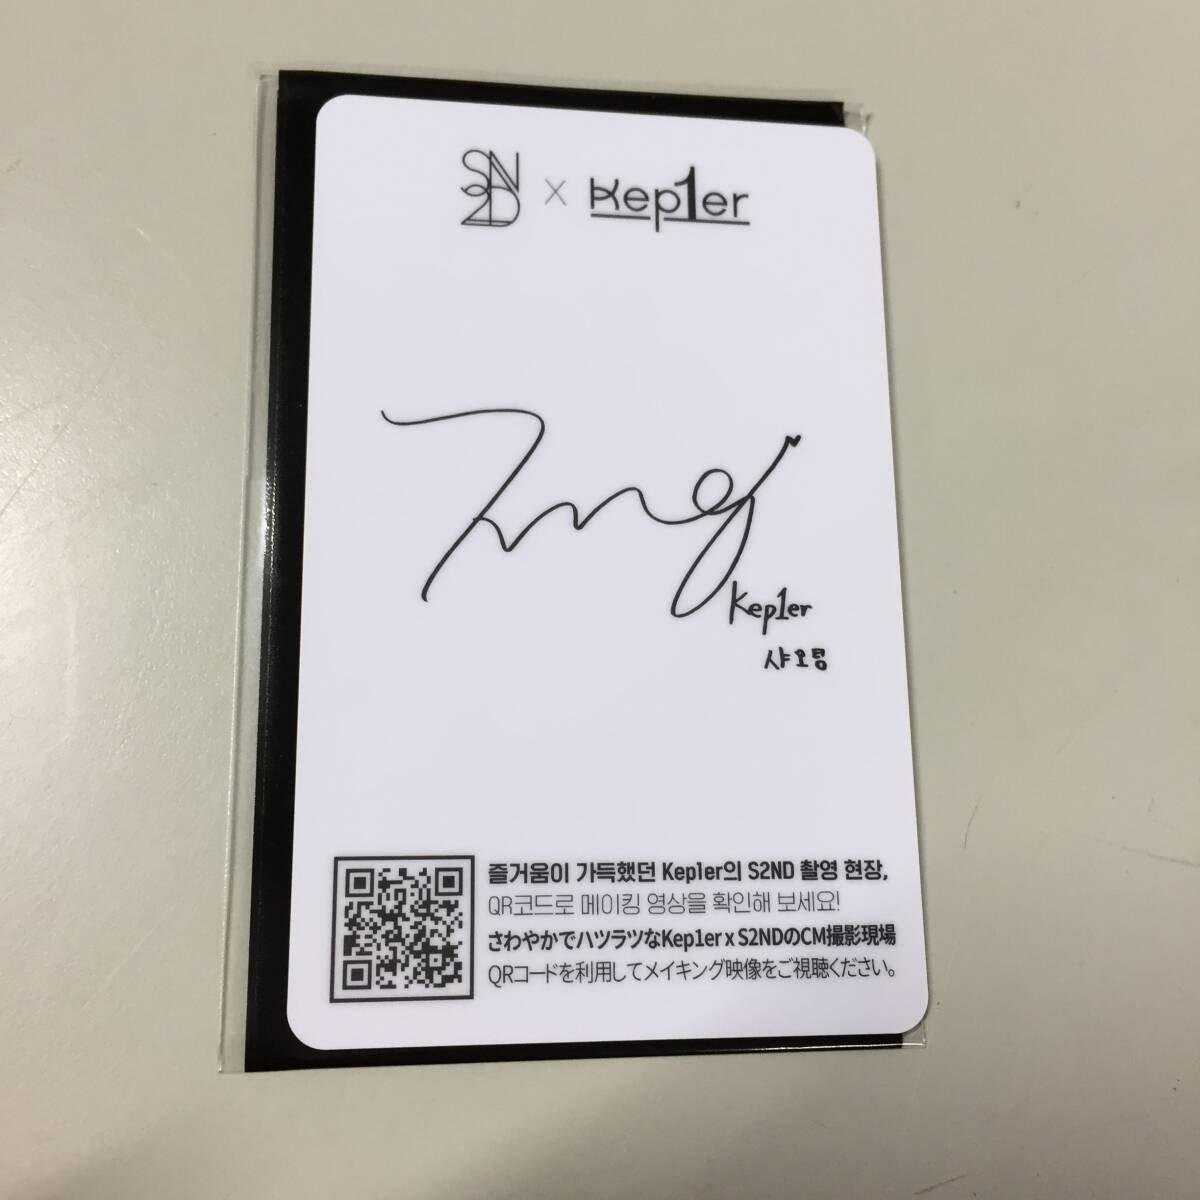 S2ND x Kep1er
Kep1er
샤오팅
즐거움이 가득했던 Kep1er의 S2ND 촬영 현장,
QR코드로 메이킹 영상을 확인해 보세요!
さわやかでハツラツなKep1er x S2NDのCM撮影現場
QRコードを利用してメイキング映像をご視聴ください。